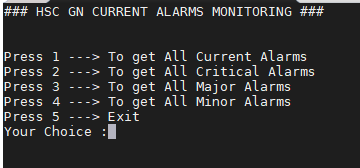 ### HSC GN CURRENT ALARMS MONITORING ###
Press 1 ---> To get All Current Alarms
Press 2 ---> To get All Critical Alarms
Press 3 ---> To get All Major Alarms
Press 4 ---> To get All Minor Alarms
Press 5 ---> Exit
Your Choice :